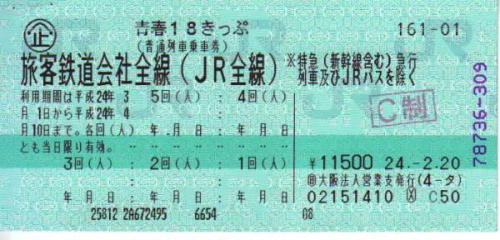 企 青春18きっぷ 161-01
(普通列車乗車券)
旅客鉄道会社全線(JR全線) ※特急(新幹線含む)急行
列車及びJRバスを除く
利用期間は平成24年 3 5回(人) : 4回(人) :
月 1日から平成24年 4
月10日まで。各回(人) 年 .月 .日 年 .月 .日
とも当日限り有効。
C制
3回(人) : 2回(人) : 1回(人) : ¥11500 24.-2.20
大阪法人営業支発行(4-タ)
年 月 日 年 月 日 年 月 日 02151410 C50
25812 2A672495 6654 08
78736-309